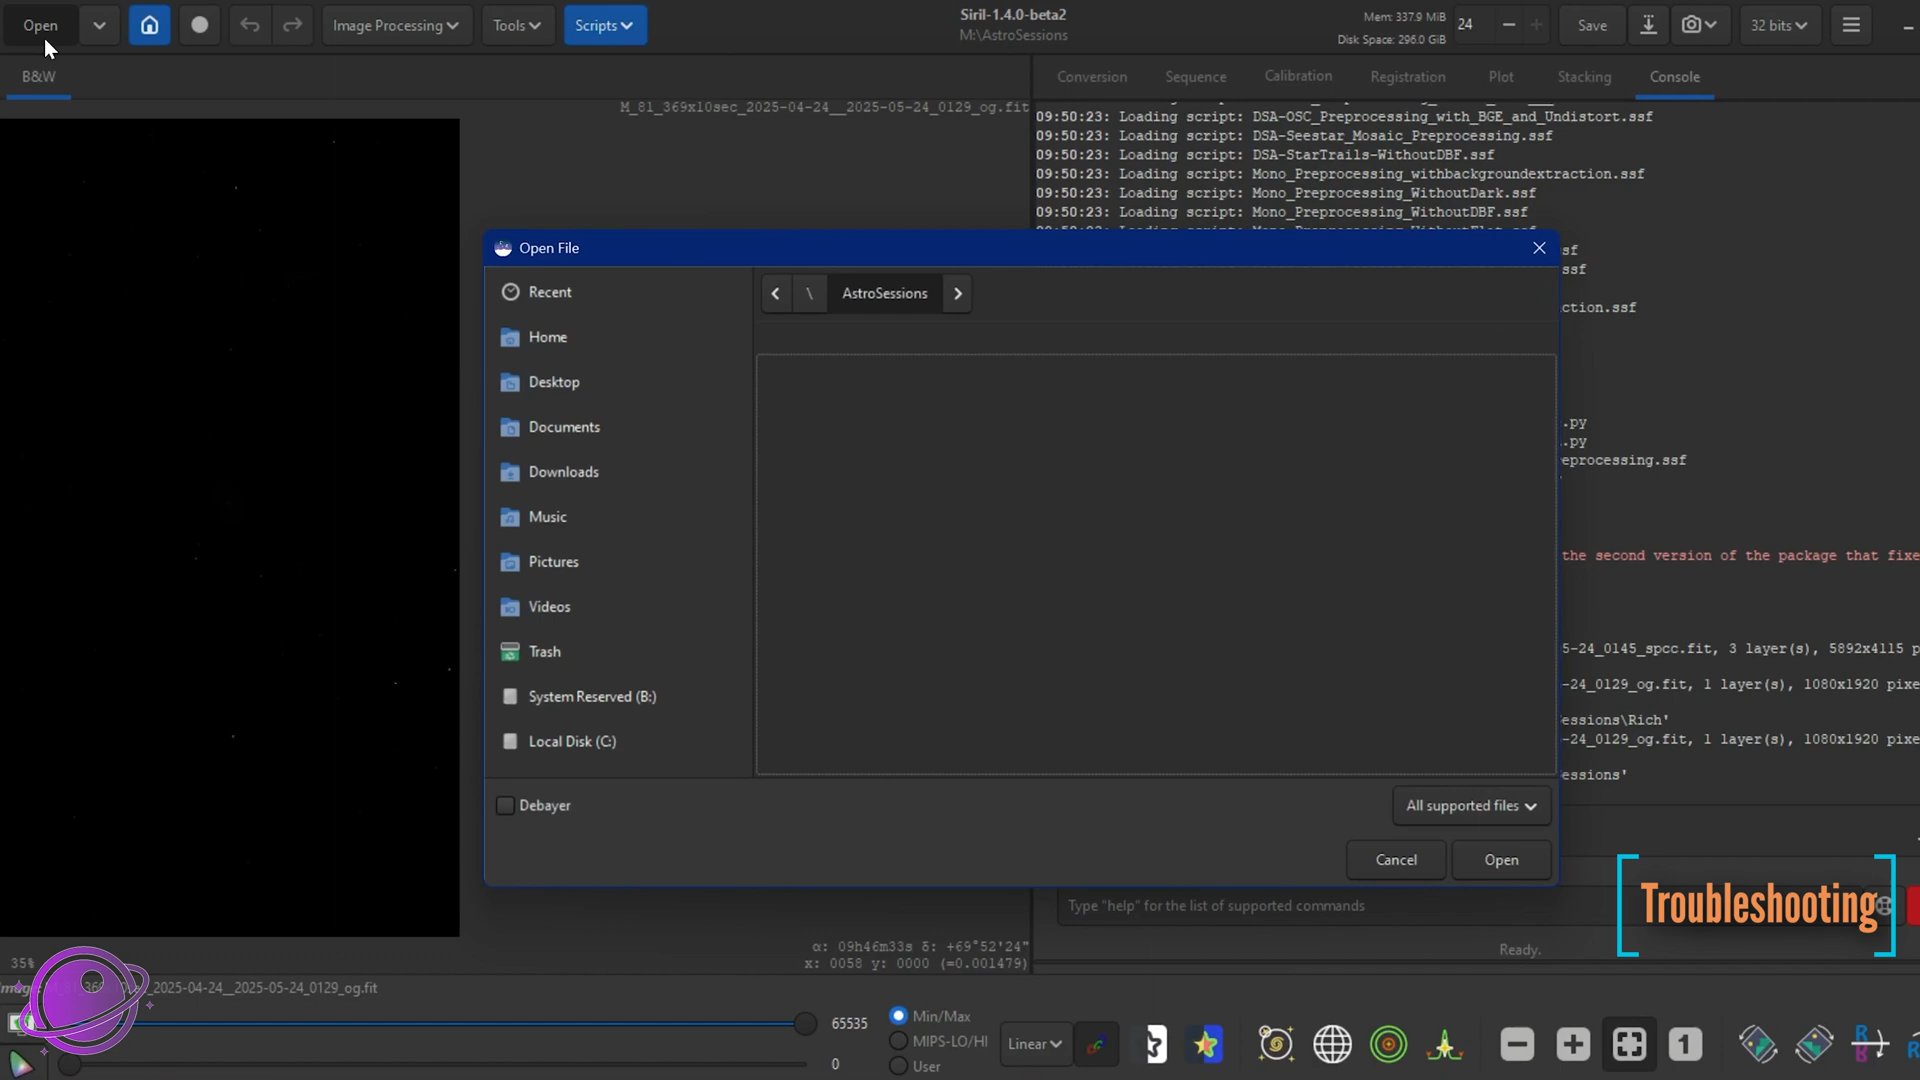 Open
Image Processing
Tools
Scripts
Siril-1.4.0-beta2
M:\AstroSessions
Mem: 337.9 MiB
Disk Space: 296.0 GiB
24
Save
32 bits
B&W
Conversion
Sequence
Calibration
Registration
Plot
Stacking
Console
M_81_369x10sec_2025-04-24__2025-05-24_0129_og.fit
09:50:23: Loading script: DSA-OSC_Preprocessing_with_BGE_and_Undistort.ssf
09:50:23: Loading script: DSA-Seestar_Mosaic_Preprocessing.ssf
09:50:23: Loading script: DSA-StarTrails-WithoutDBF.ssf
09:50:23: Loading script: Mono_Preprocessing_withbackgroundextraction.ssf
09:50:23: Loading script: Mono_Preprocessing_WithoutDark.ssf
09:50:23: Loading script: Mono_Preprocessing_WithoutDBF.ssf
Open File
sf
ssf
ction.ssf
.py
.py
eprocessing.ssf
the second version of the package that fixe
5-24_0145_spcc.fit, 3 layer(s), 5892x4115 p
-24_0129_og.fit, 1 layer(s), 1080x1920 pixe
essions\Rich'
-24_0129_og.fit, 1 layer(s), 1080x1920 pixe
essions'
Recent
Home
Desktop
Documents
Downloads
Music
Pictures
Videos
Trash
System Reserved (B:)
Local Disk (C:)
\
AstroSessions
Debayer
All supported files
Cancel
Open
Type "help" for the list of supported commands
Troubleshooting
Ready.
α: 09h46m33s δ: +69°52'24"
x: 0058 y: 0000 (=0.001479)
35%
_2025-04-24__2025-05-24_0129_og.fit
65535
0
Min/Max
MIPS-LO/HI
User
Linear
1